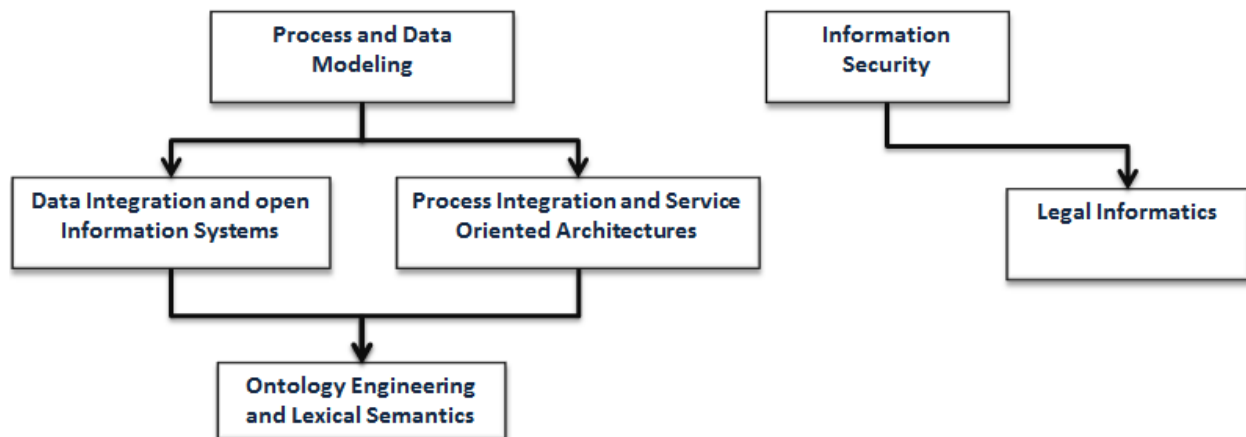 Process and Data
Modeling
Information
Security
Data Integration and open
Information Systems
Process Integration and Service
Oriented Architectures
Legal Informatics
Ontology Engineering
and Lexical Semantics